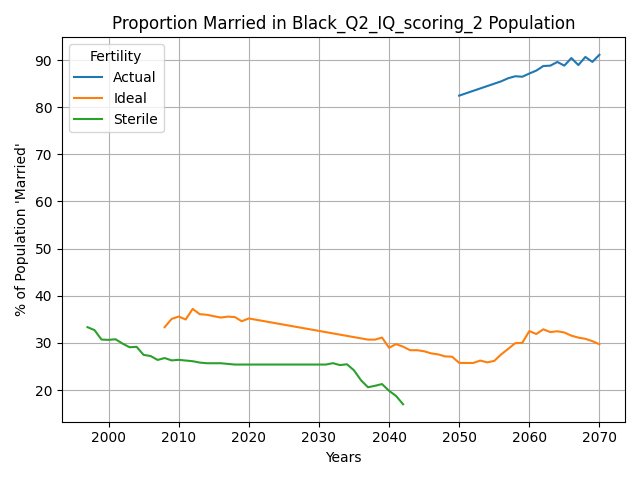 Proportion Married in Black_Q2_IQ_scoring_2 Population
Fertility
Actual
Ideal
Sterile
% of Population 'Married'
90
80
70
60
50
40
30
20
2000 2010 2020 2030 2040 2050 2060 2070
Years